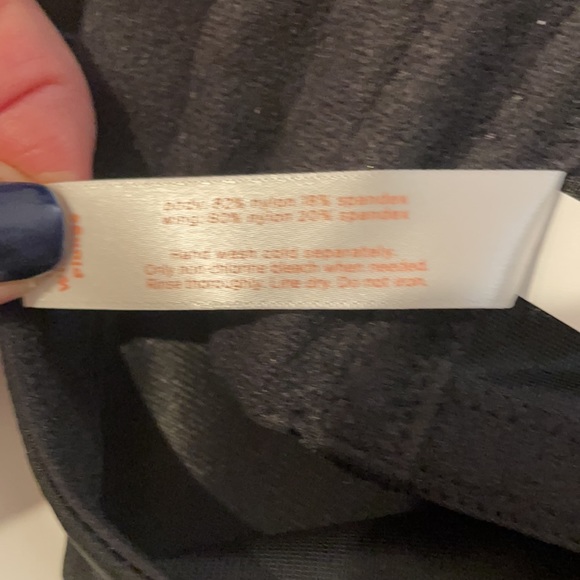 body: 82% nylon 18% spandex
wing: 80% nylon 20% spandex
Hand wash cold separately.
Only non-chlorine bleach when needed.
Rinse thoroughly. Line dry. Do not iron.
plunge